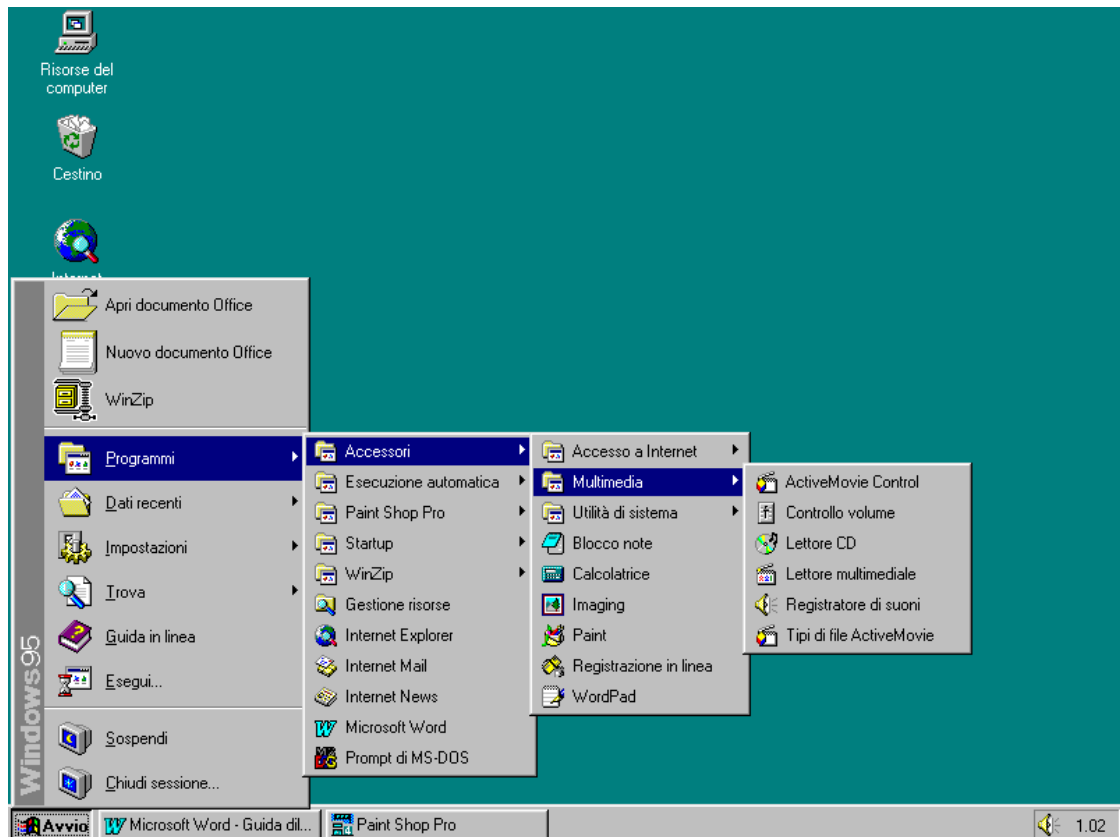 Risorse del
computer
Cestino
Internet
Apri documento Office
Nuovo documento Office
WinZip
Programmi
Dati recenti
Impostazioni
Trova
Guida in linea
Esegui...
Sospendi
Chiudi sessione...
Windows95
Accessori
Esecuzione automatica
Paint Shop Pro
Startup
WinZip
Gestione risorse
Internet Explorer
Internet Mail
Internet News
Microsoft Word
Prompt di MS-DOS
Accesso a Internet
Multimedia
Utilità di sistema
Blocco note
Calcolatrice
Imaging
Paint
Registrazione in linea
WordPad
ActiveMovie Control
Controllo volume
Lettore CD
Lettore multimediale
Registratore di suoni
Tipi di file ActiveMovie
Avvio
Microsoft Word - Guida dil...
Paint Shop Pro
1.02